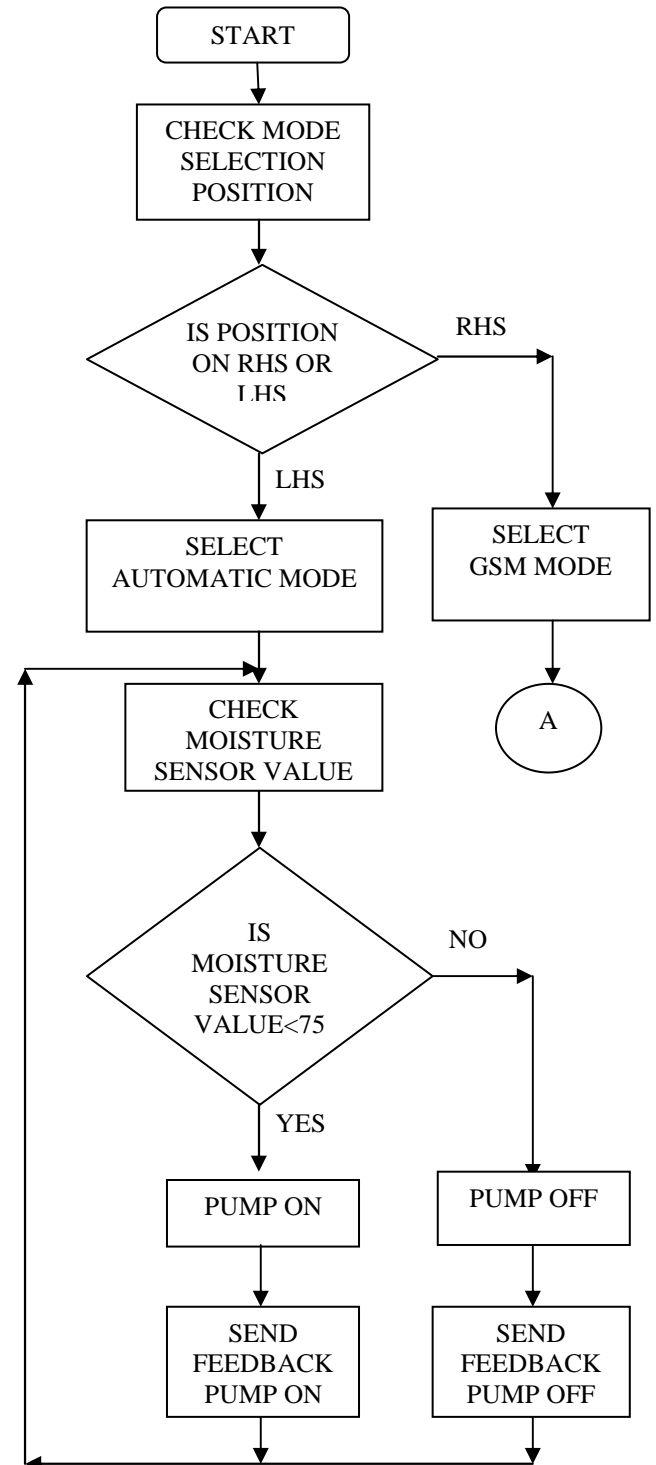 START
CHECK MODE
SELECTION
POSITION
IS POSITION
ON RHS OR
LHS
RHS
LHS
SELECT
AUTOMATIC MODE
SELECT
GSM MODE
CHECK
MOISTURE
SENSOR VALUE
A
IS
MOISTURE
SENSOR
VALUE<75
NO
YES
PUMP ON
PUMP OFF
SEND
FEEDBACK
PUMP ON
SEND
FEEDBACK
PUMP OFF